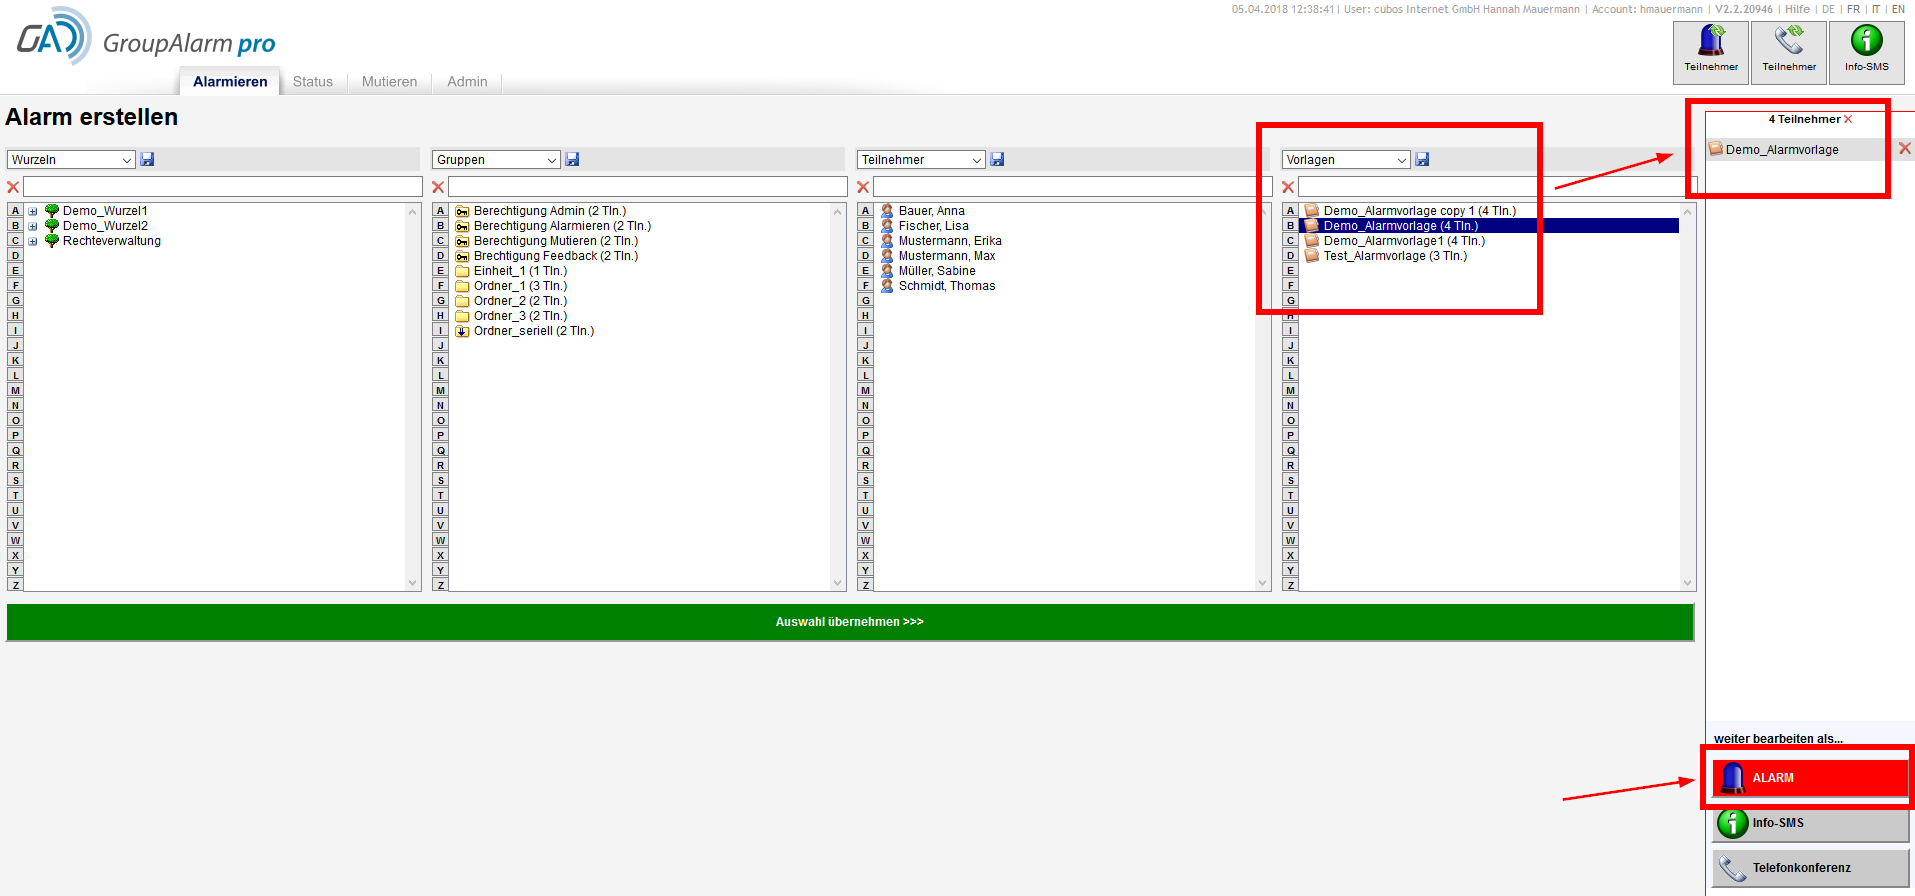 05.04.2018 12:38:41 | User: cubos Internet GmbH Hannah Mauermann | Account: hmauermann | V2.2.20946 | Hilfe | DE | FR | IT | EN
GAD
GroupAlarm pro
Teilnehmer
Teilnehmer
Info-SMS
Alarmieren
Status
Mutieren
Admin
Alarm erstellen
4 Teilnehmer
Demo_Alarmvorlage
Wurzeln
Gruppen
Teilnehmer
Vorlagen
A
B
C
D
E
F
G
H
I
J
K
L
M
N
O
P
Q
R
S
T
U
V
W
X
Y
Z
Demo_Wurzel1
Demo_Wurzel2
Rechteverwaltung
A
B
C
D
E
F
G
H
I
J
K
L
M
N
O
P
Q
R
S
T
U
V
W
X
Y
Z
Berechtigung Admin (2 Tln.)
Berechtigung Alarmieren (2 Tln.)
Berechtigung Mutieren (2 Tln.)
Brechtigung Feedback (2 Tln.)
Einheit_1 (1 Tln.)
Ordner_1 (3 Tln.)
Ordner_2 (2 Tln.)
Ordner_3 (2 Tln.)
Ordner_seriell (2 Tln.)
A
B
C
D
E
F
G
H
I
J
K
L
M
N
O
P
Q
R
S
T
U
V
W
X
Y
Z
Bauer, Anna
Fischer, Lisa
Mustermann, Erika
Mustermann, Max
Müller, Sabine
Schmidt, Thomas
A
B
C
D
E
F
G
H
I
J
K
L
M
N
O
P
Q
R
S
T
U
V
W
X
Y
Z
Demo_Alarmvorlage copy 1 (4 Tln.)
Demo_Alarmvorlage (4 Tln.)
Demo_Alarmvorlage1 (4 Tln.)
Test_Alarmvorlage (3 Tln.)
Auswahl übernehmen >>>
weiter bearbeiten als...
ALARM
Info-SMS
Telefonkonferenz